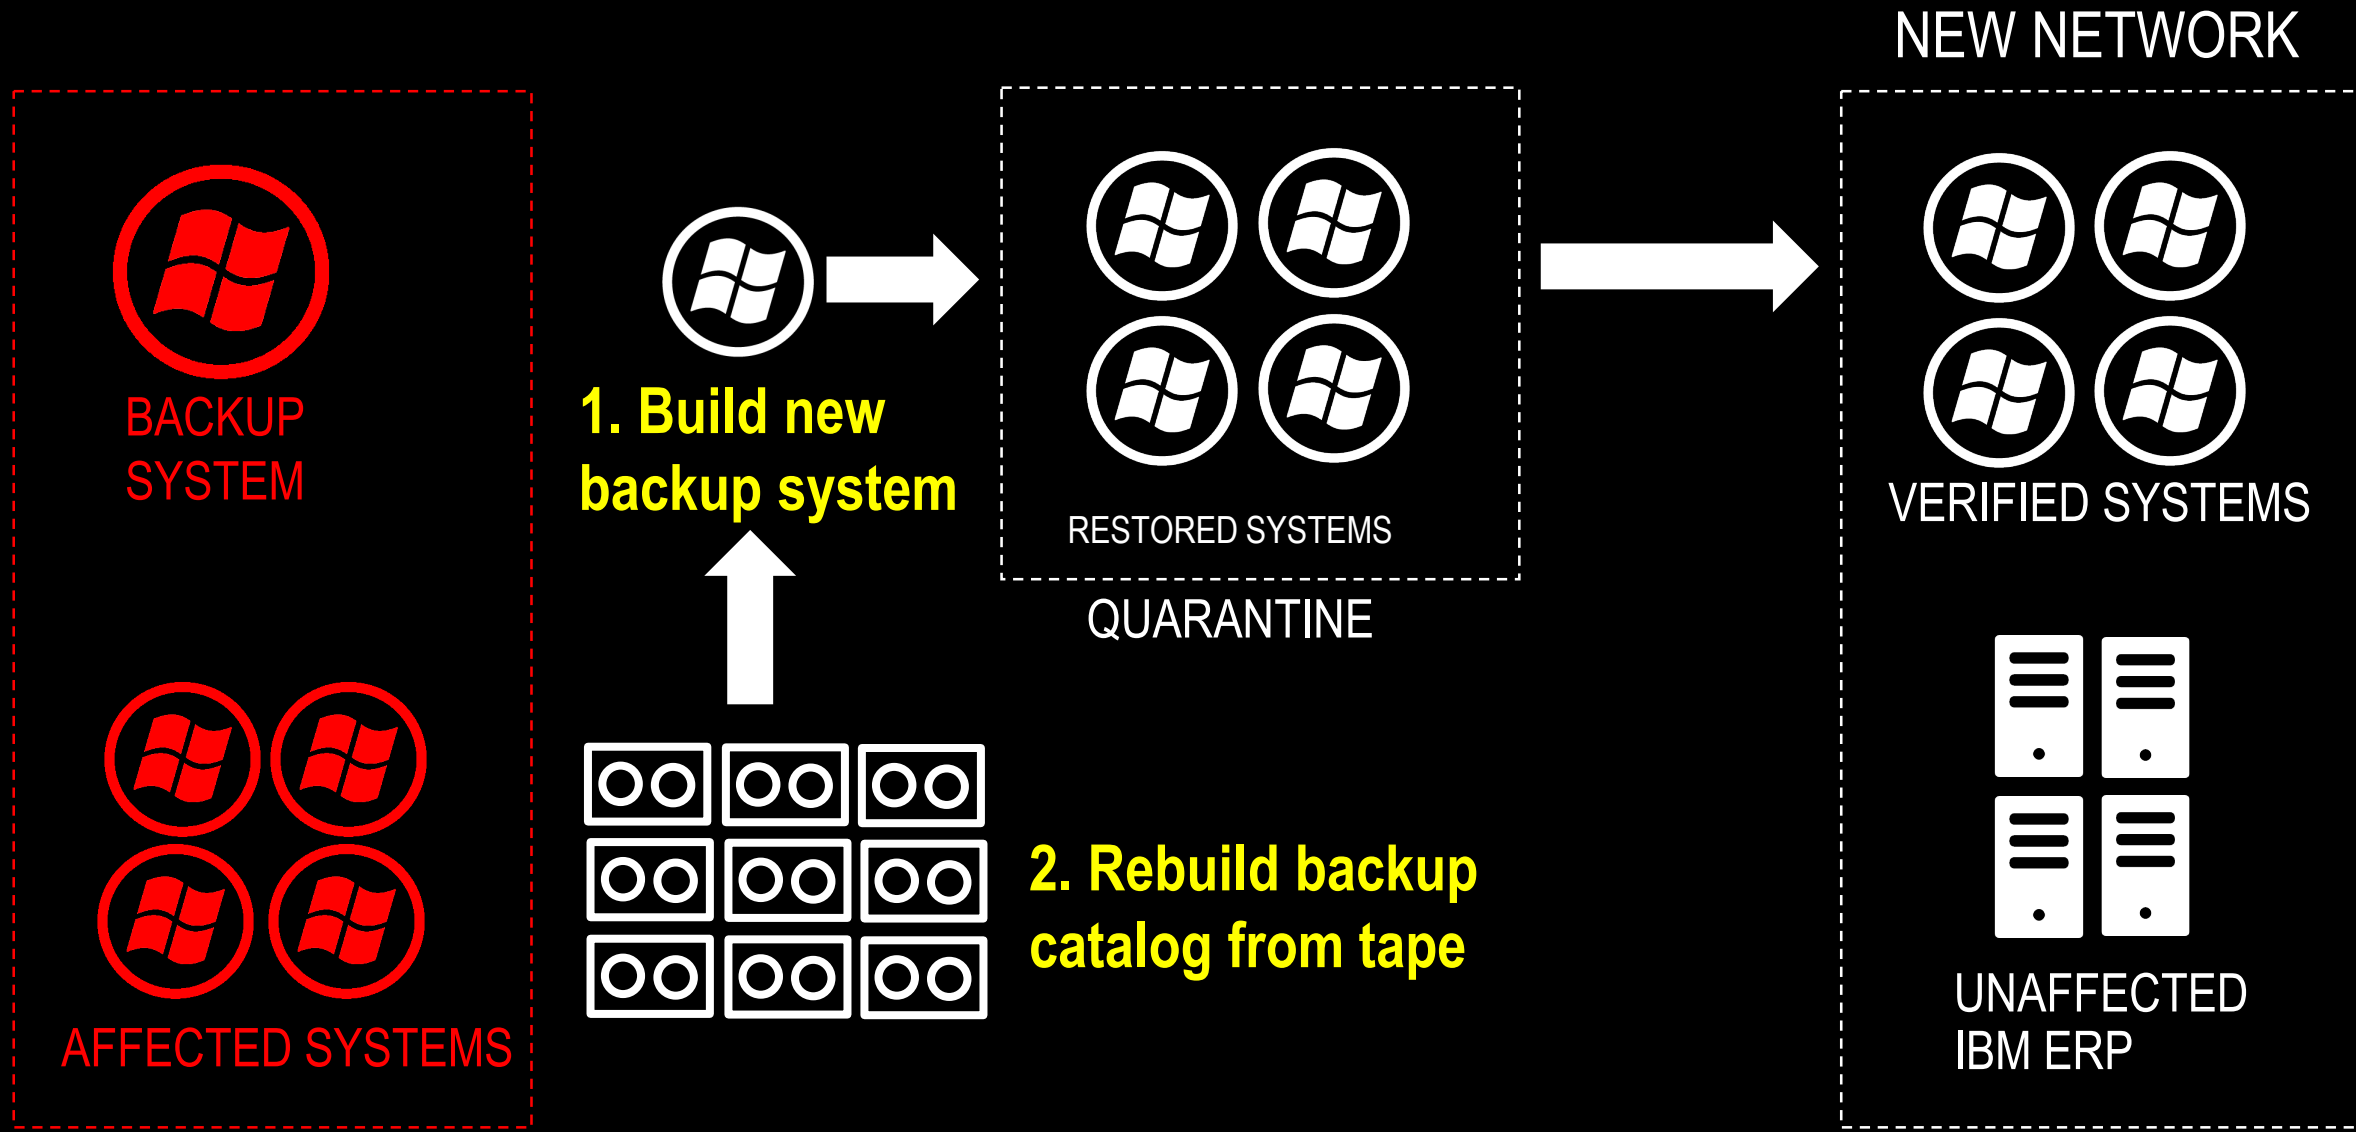 NEW NETWORK
BACKUP
SYSTEM
1. Build new
backup system
RESTORED SYSTEMS
QUARANTINE
VERIFIED SYSTEMS
2. Rebuild backup
catalog from tape
AFFECTED SYSTEMS
UNAFFECTED
IBM ERP